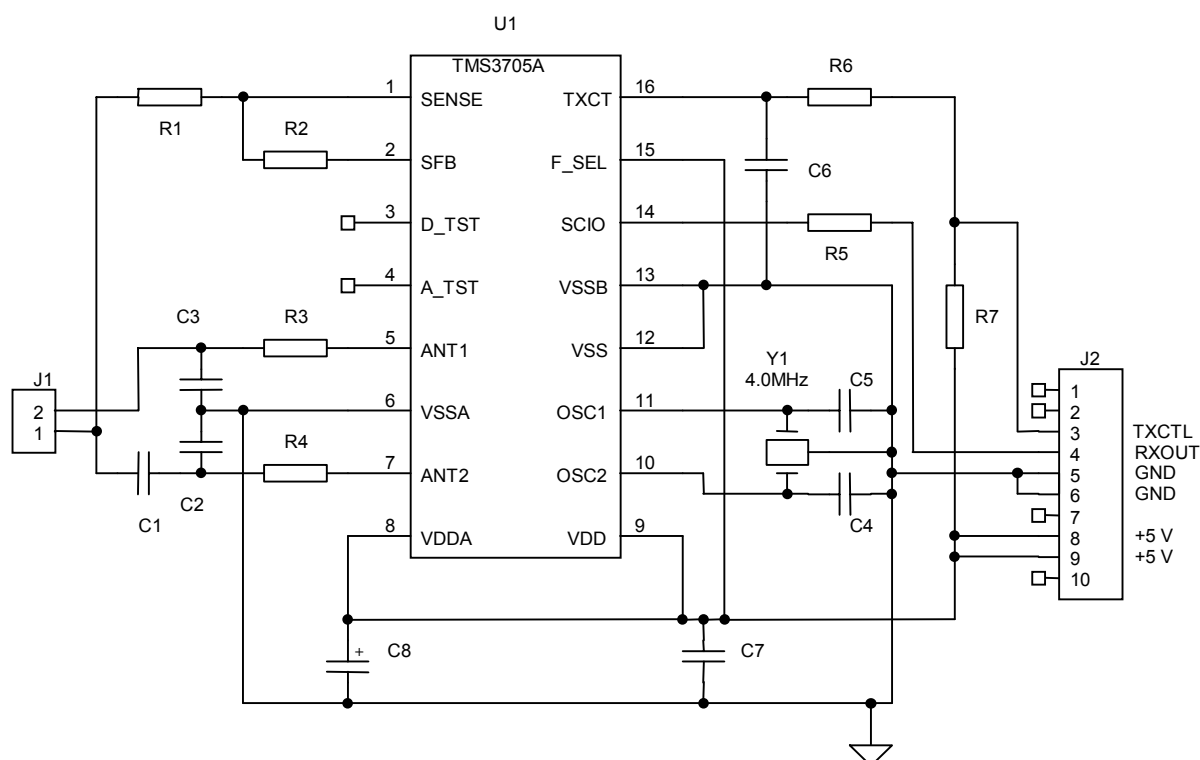 U1
TMS3705A
1 SENSE TXCT 16
R6
R1
R2
2 SFB F_SEL 15
C6
3 D_TST SCIO 14
R5
4 A_TST VSSB 13
C3
R3
R7
5 ANT1 VSS 12
Y1
4.0MHz
C5
J1
2
1
6 VSSA OSC1 11
R4
7 ANT2 OSC2 10
C1
C2
C4
8 VDDA VDD 9
J2
1
2
3 TXCTL
4 RXOUT
5 GND
6 GND
7
8 +5 V
9 +5 V
10
+
C8
C7